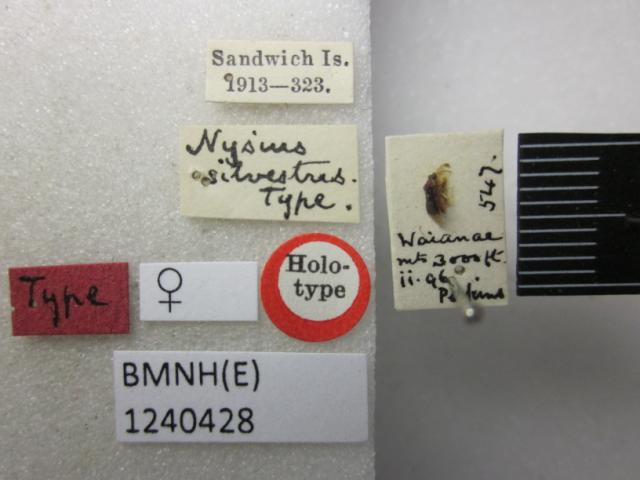 Sandwich Is.
1913—323.
Nysius
silvestris.
Type.
Type
♀
Holo-
type
BMNH(E)
1240428
547.
Waianae
mts 3000ft.
ii.96.
Perkins